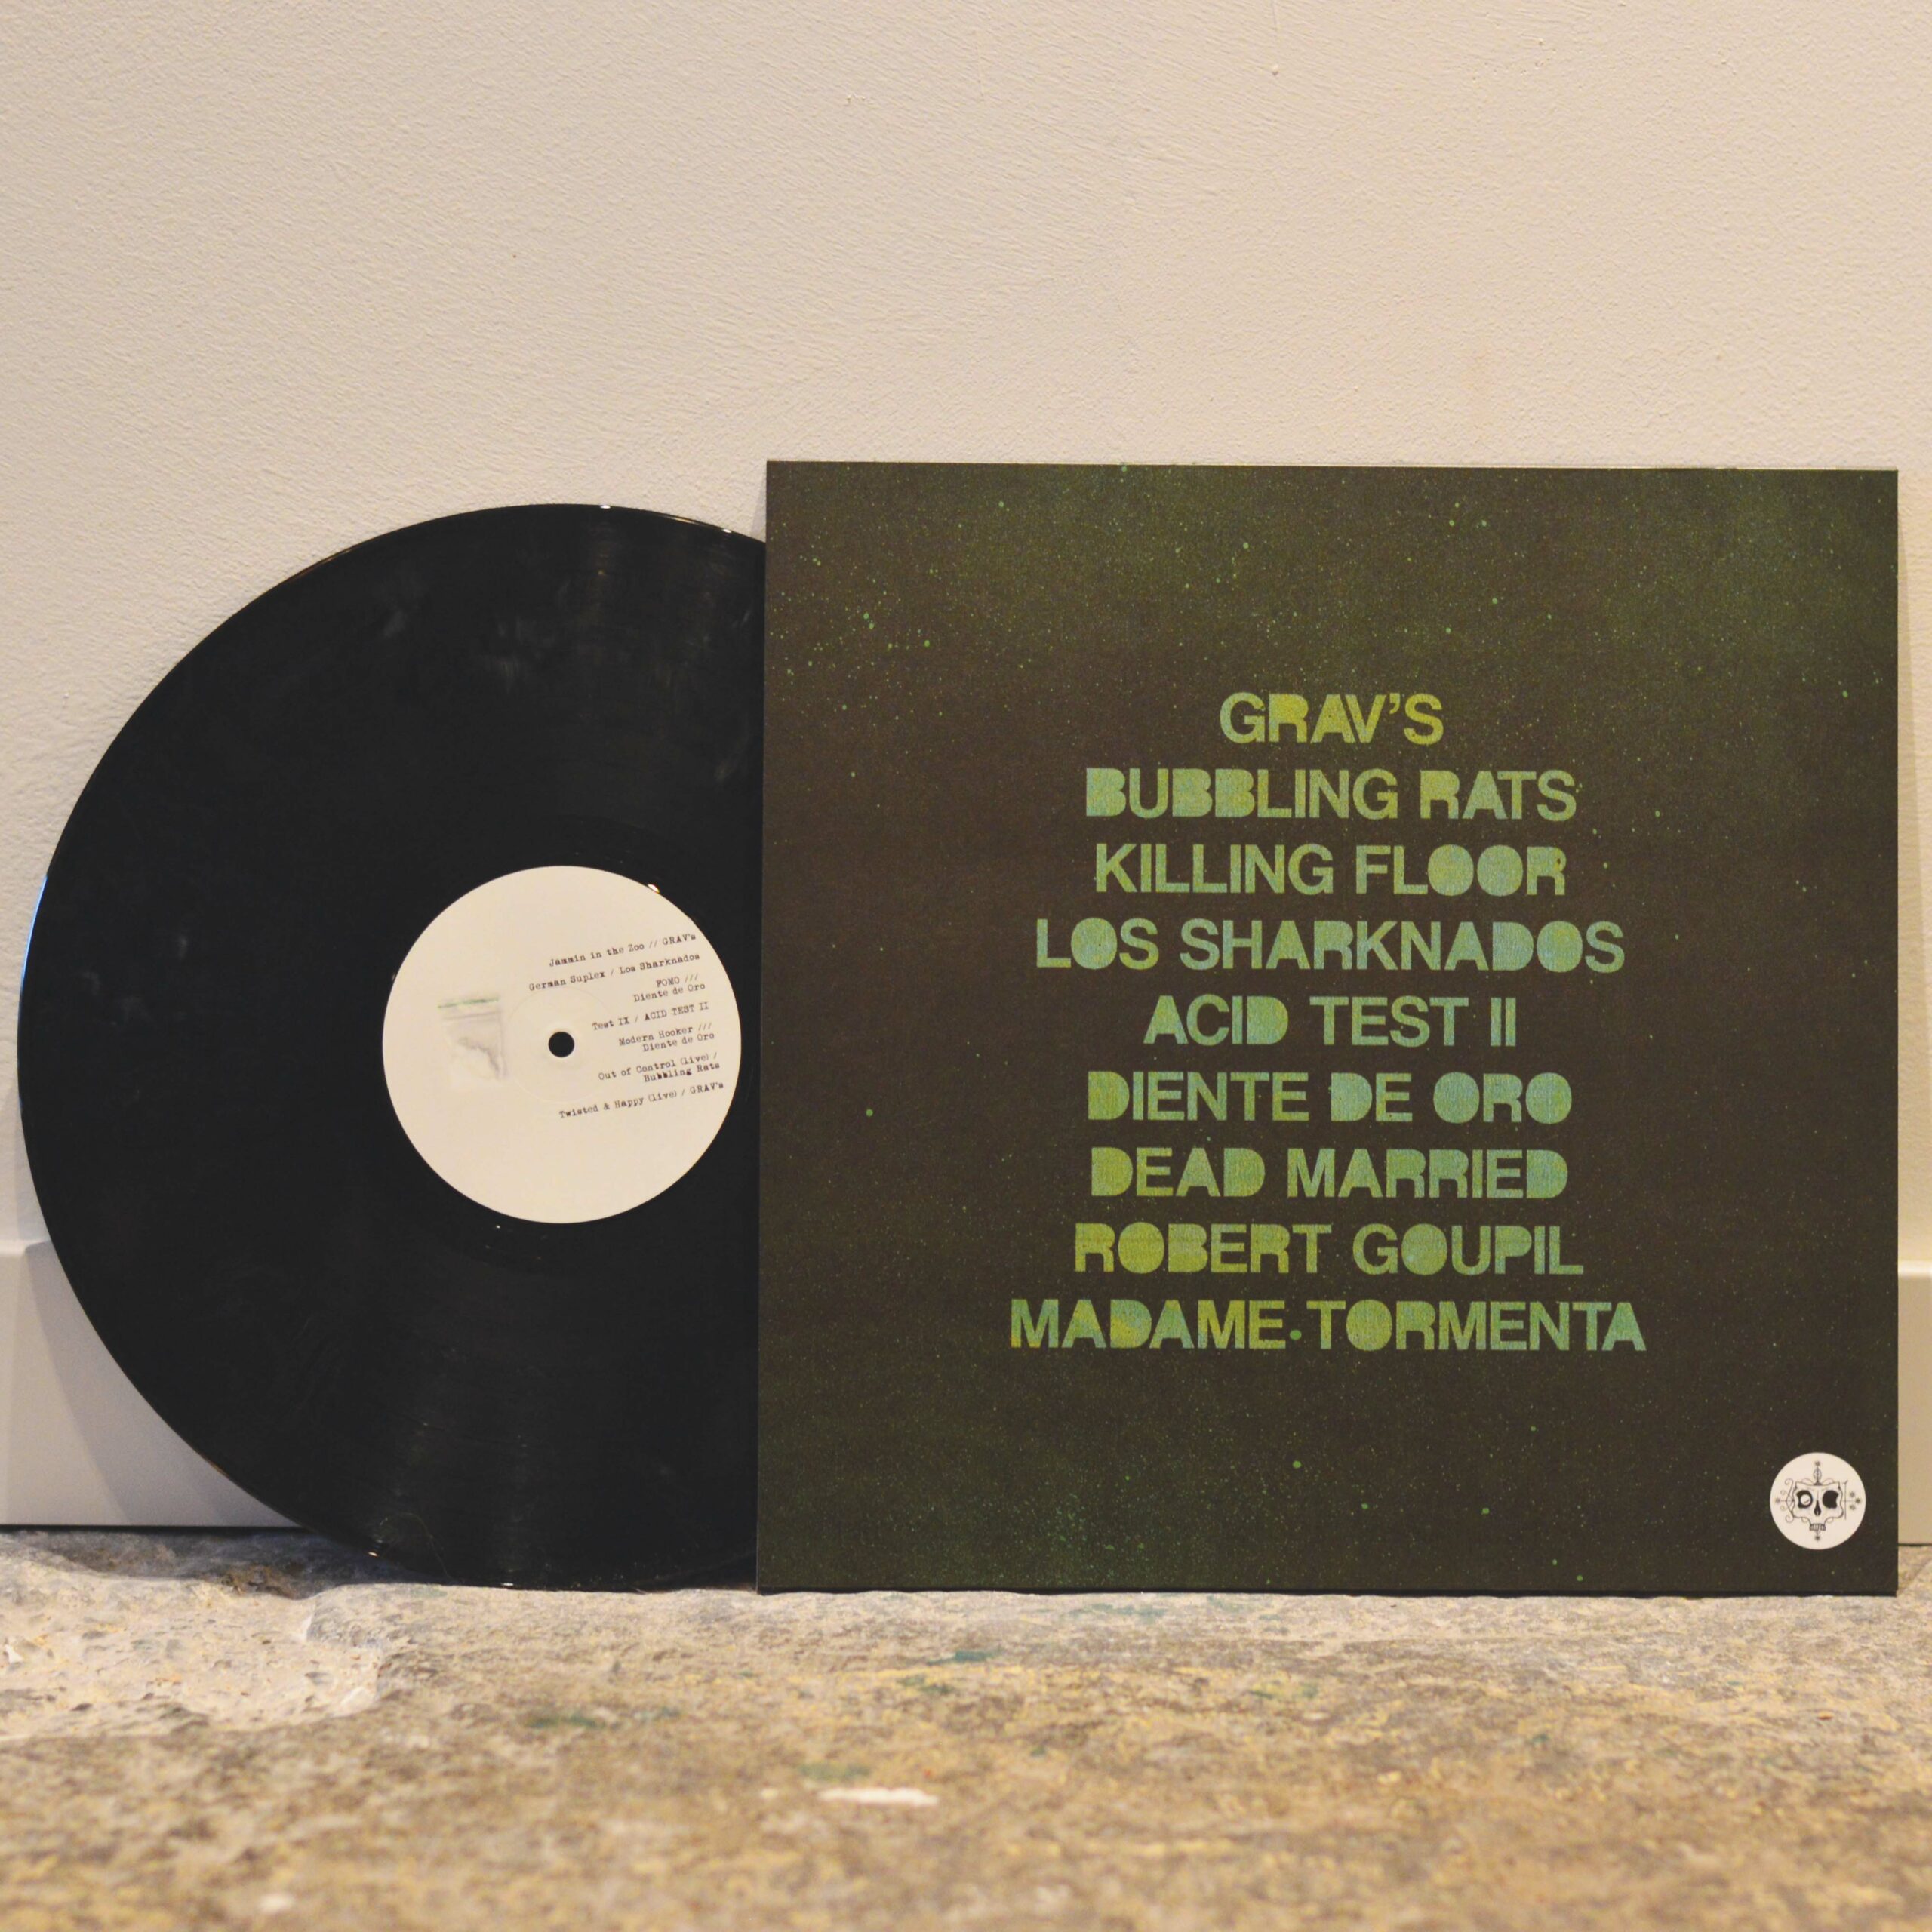 Jammin in the Zoo // GRAV's
German Suplex / Los Sharknados
FOMO ///
Diente de Oro
Test IX / ACID TEST II
Modern Hooker ///
Diente de Oro
Out of Control (live) /
Bubbling Rats
Twisted & Happy (live) / GRAV's
GRAV'S
BUBBLING RATS
KILLING FLOOR
LOS SHARKNADOS
ACID TEST II
DIENTE DE ORO
DEAD MARRIED
ROBERT GOUPIL
MADAME TORMENTA